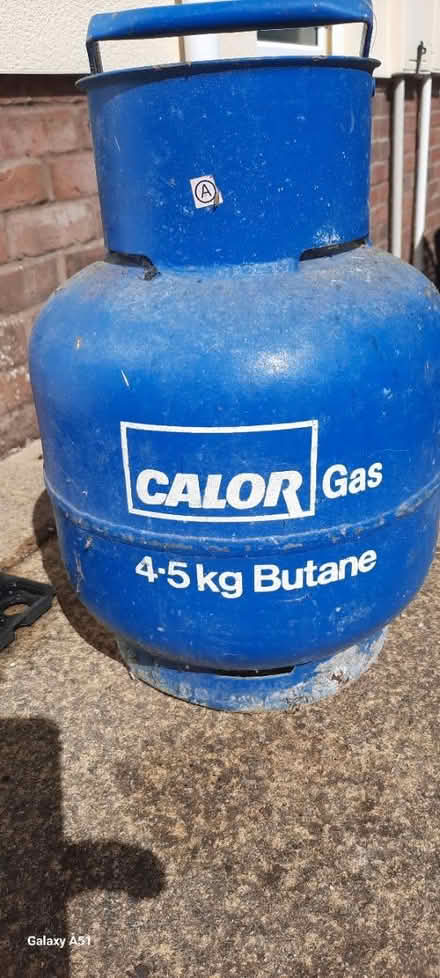 A
CALOR Gas
4·5 kg Butane
Galaxy A51